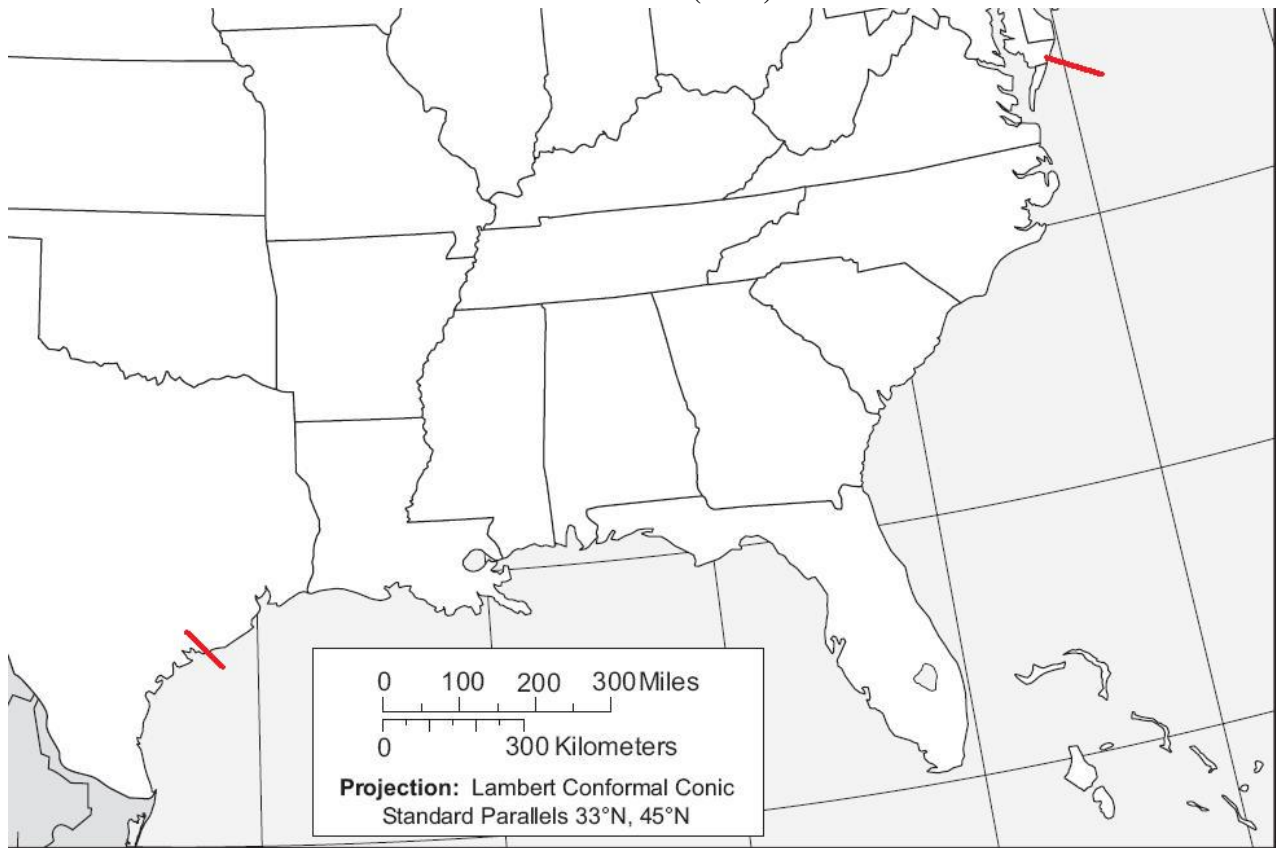 0 100 200 300 Miles
0 300 Kilometers
Projection: Lambert Conformal Conic
Standard Parallels 33°N, 45°N